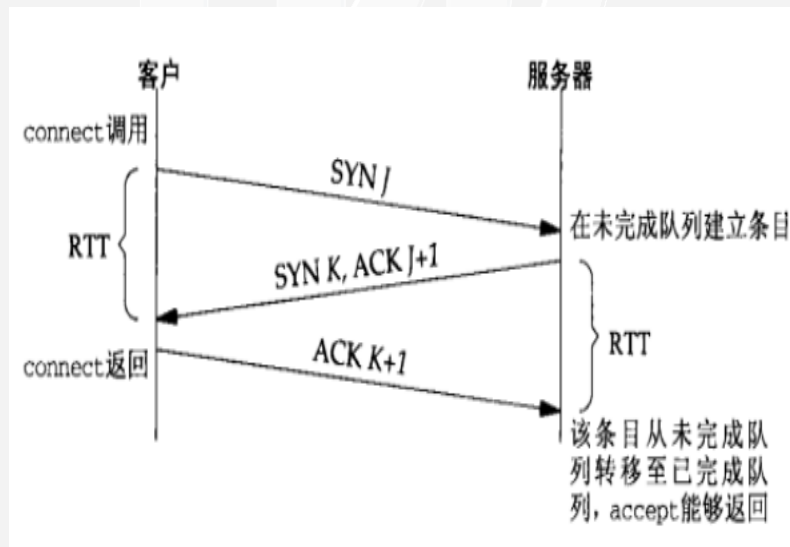 客户
服务器
connect调用
SYN J
在未完成队列建立条目
RTT
SYN K, ACK J+1
RTT
connect返回
ACK K+1
该条目从未完成队
列转移至已完成队
列，accept能够返回